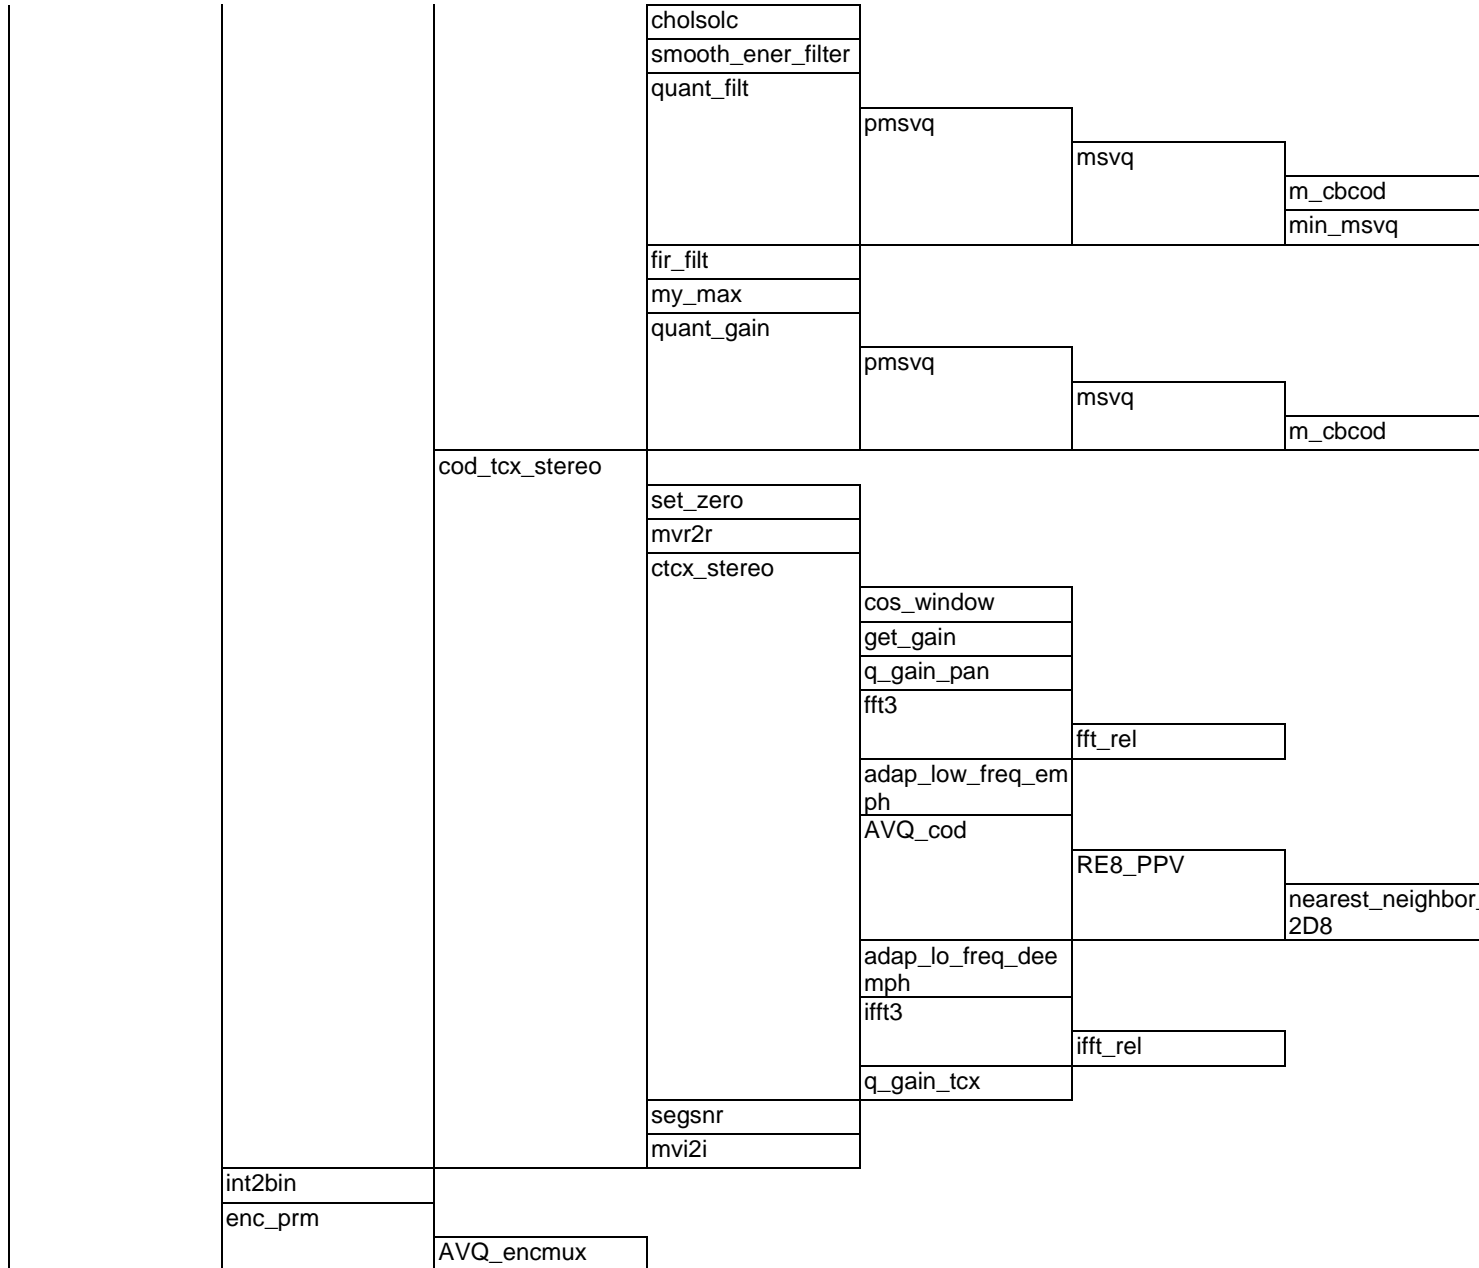 cholsolc
smooth_ener_filter
quant_filt
pmsvq
msvq
m_cbcod
min_msvq
fir_filt
my_max
quant_gain
pmsvq
msvq
m_cbcod
cod_tcx_stereo
set_zero
mvr2r
ctcx_stereo
cos_window
get_gain
q_gain_pan
fft3
fft_rel
adap_low_freq_em
ph
AVQ_cod
RE8_PPV
nearest_neighbor_
2D8
adap_lo_freq_dee
mph
ifft3
ifft_rel
q_gain_tcx
segsnr
mvi2i
int2bin
enc_prm
AVQ_encmux